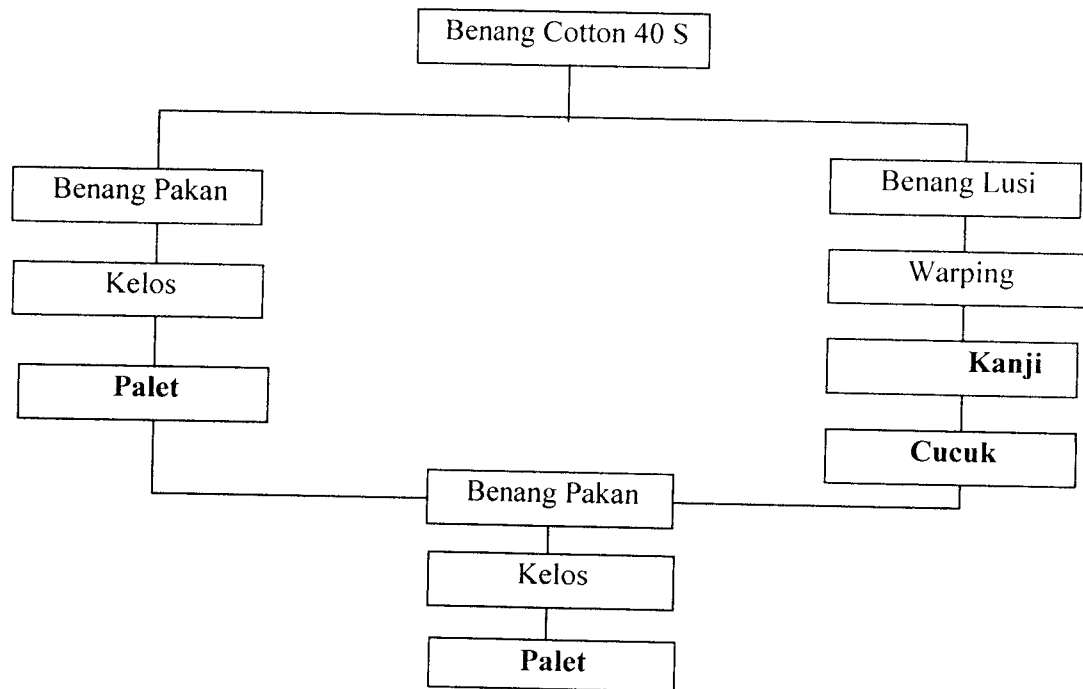 Benang Cotton 40 S
Benang Pakan
Benang Lusi
Kelos
Warping
Palet
Kanji
Cucuk
Benang Pakan
Kelos
Palet